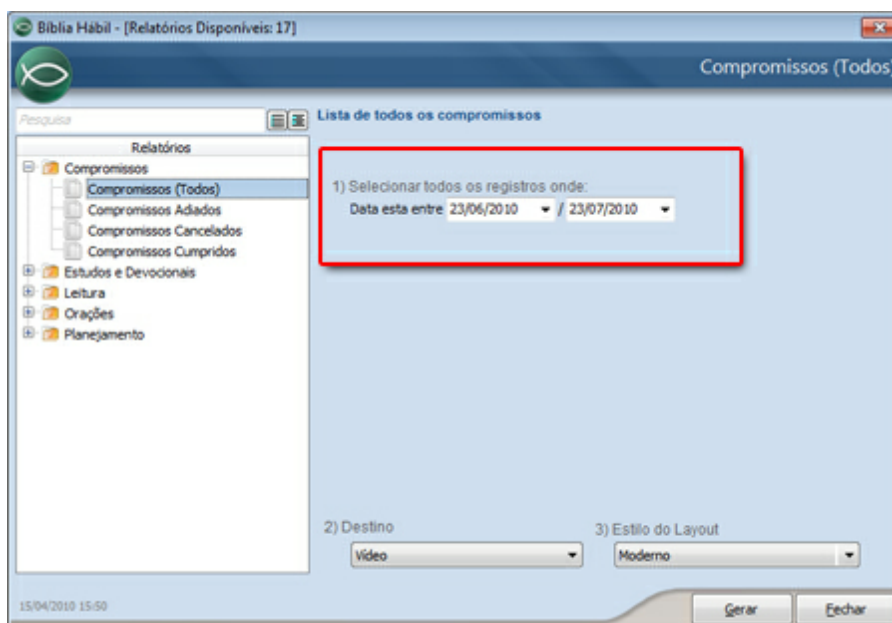 Bíblia Hábil - [Relatórios Disponíveis: 17]
Compromissos (Todos)
Pesquisa
Lista de todos os compromissos
Relatórios
Compromissos
Compromissos (Todos)
Compromissos Adiados
Compromissos Cancelados
Compromissos Cumpridos
Estudos e Devocionais
Leitura
Orações
Planejamento
1) Selecionar todos os registros onde:
Data esta entre 23/06/2010 / 23/07/2010
2) Destino
Vídeo
3) Estilo do Layout
Moderno
15/04/2010 15:50
Gerar
Fechar